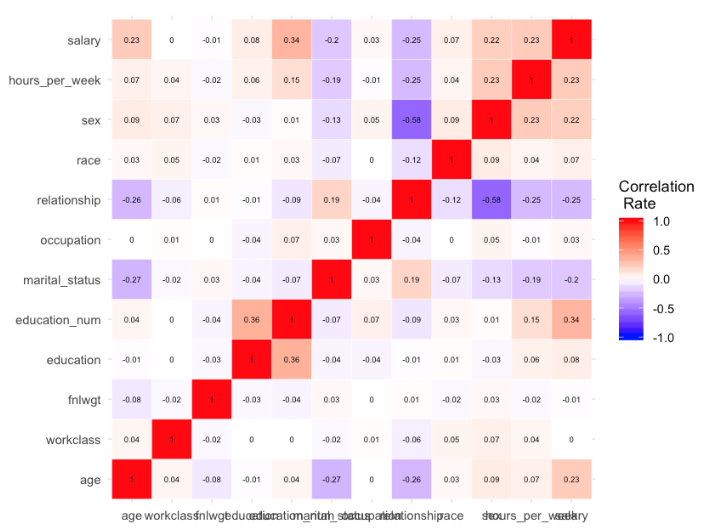 salary 0.23 0 -0.01 0.08 0.34 -0.2 0.03 -0.25 0.07 0.22 0.23 1
hours_per_week 0.07 0.04 -0.02 0.06 0.15 -0.19 -0.01 -0.25 0.04 0.23 1 0.23
sex 0.09 0.07 0.03 -0.03 0.01 -0.13 0.05 -0.58 0.09 1 0.23 0.22
race 0.03 0.05 -0.02 0.01 0.03 -0.07 0 -0.12 1 0.09 0.04 0.07
relationship -0.26 -0.06 0.01 -0.01 -0.09 0.19 -0.04 1 -0.12 -0.58 -0.25 -0.25
occupation 0 0.01 0 -0.04 0.07 0.03 1 -0.04 0 0.05 -0.01 0.03
marital_status -0.27 -0.02 0.03 -0.04 -0.07 1 0.03 0.19 -0.07 -0.13 -0.19 -0.2
education_num 0.04 0 -0.04 0.36 1 -0.07 0.07 -0.09 0.03 0.01 0.15 0.34
education -0.01 0 -0.03 1 0.36 -0.04 -0.04 -0.01 0.01 -0.03 0.06 0.08
fnlwgt -0.08 -0.02 1 -0.03 -0.04 0.03 0 0.01 -0.02 0.03 -0.02 -0.01
workclass 0.04 1 -0.02 0 0 -0.02 0.01 -0.06 0.05 0.07 0.04 0
age 1 0.04 -0.08 -0.01 0.04 -0.27 0 -0.26 0.03 0.09 0.07 0.23
age workclass fnlwgt education education_num marital_status occupation relationship race sex hours_per_week salary
Correlation
Rate
1.0
0.5
0.0
-0.5
-1.0